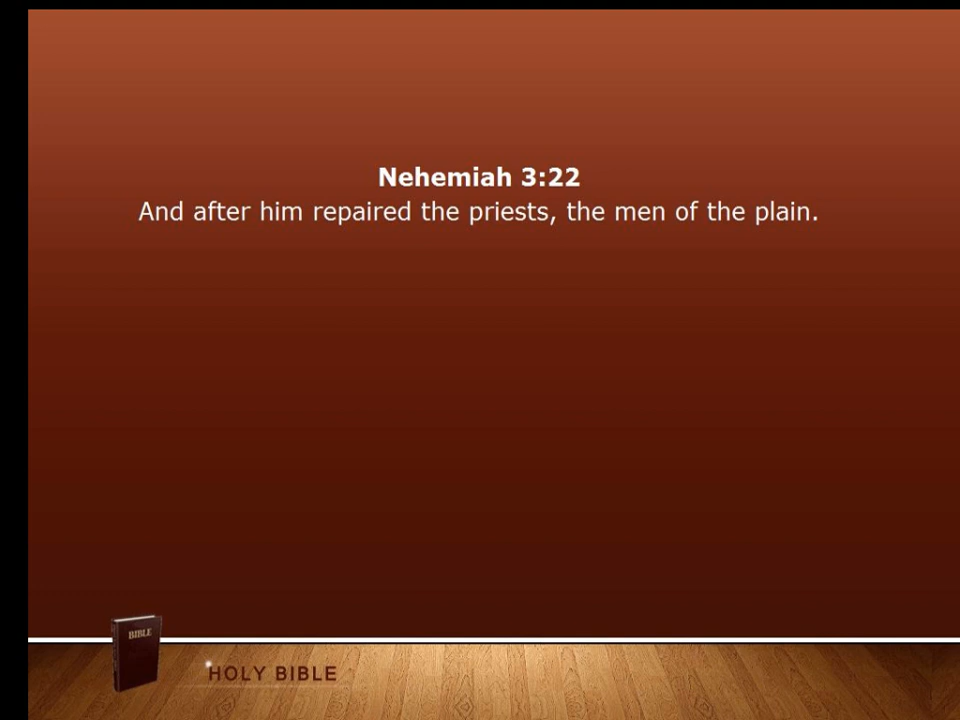 Nehemiah 3:22
And after him repaired the priests, the men of the plain.
BIBLE
HOLY BIBLE